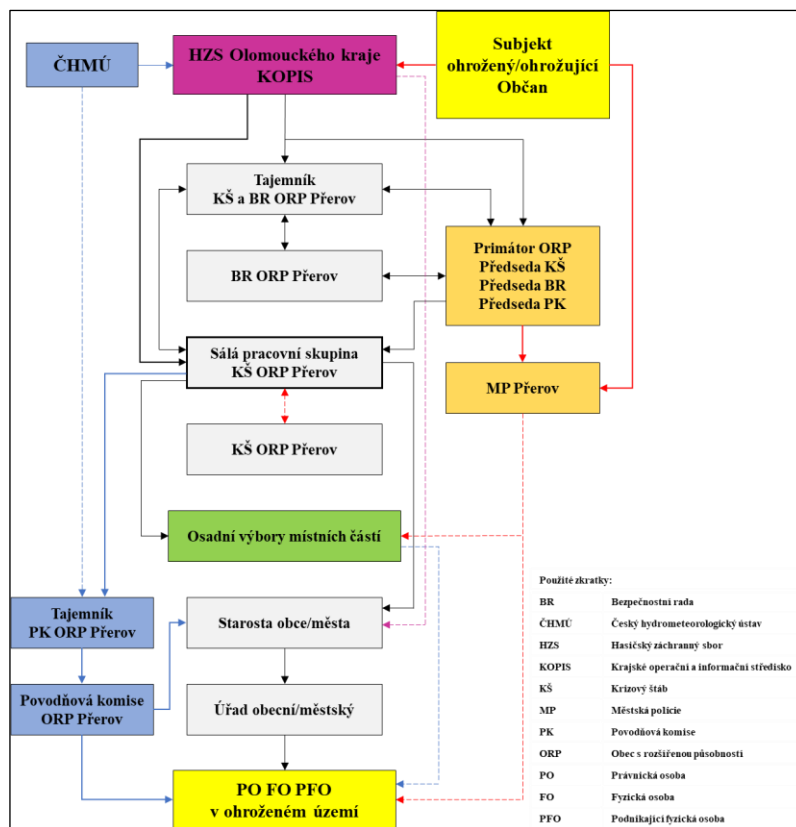 ČHMÚ
HZS Olomouckého kraje
KOPIS
Subjekt
ohrožený/ohrožující
Občan
Tajemník
KŠ a BR ORP Přerov
BR ORP Přerov
Primátor ORP
Předseda KŠ
Předseda BR
Předseda PK
Sálá pracovní skupina
KŠ ORP Přerov
MP Přerov
KŠ ORP Přerov
Osadní výbory místních částí
Tajemník
PK ORP Přerov
Starosta obce/města
Povodňová komise
ORP Přerov
Úřad obecní/městský
PO FO PFO
v ohroženém území
Použité zkratky:
BR Bezpečnostní rada
ČHMÚ Český hydrometeorologický ústav
HZS Hasičský záchranný sbor
KOPIS Krajské operační a informační středisko
KŠ Krizový štáb
MP Městská policie
PK Povodňová komise
ORP Obec s rozšířenou působností
PO Právnická osoba
FO Fyzická osoba
PFO Podnikající fyzická osoba